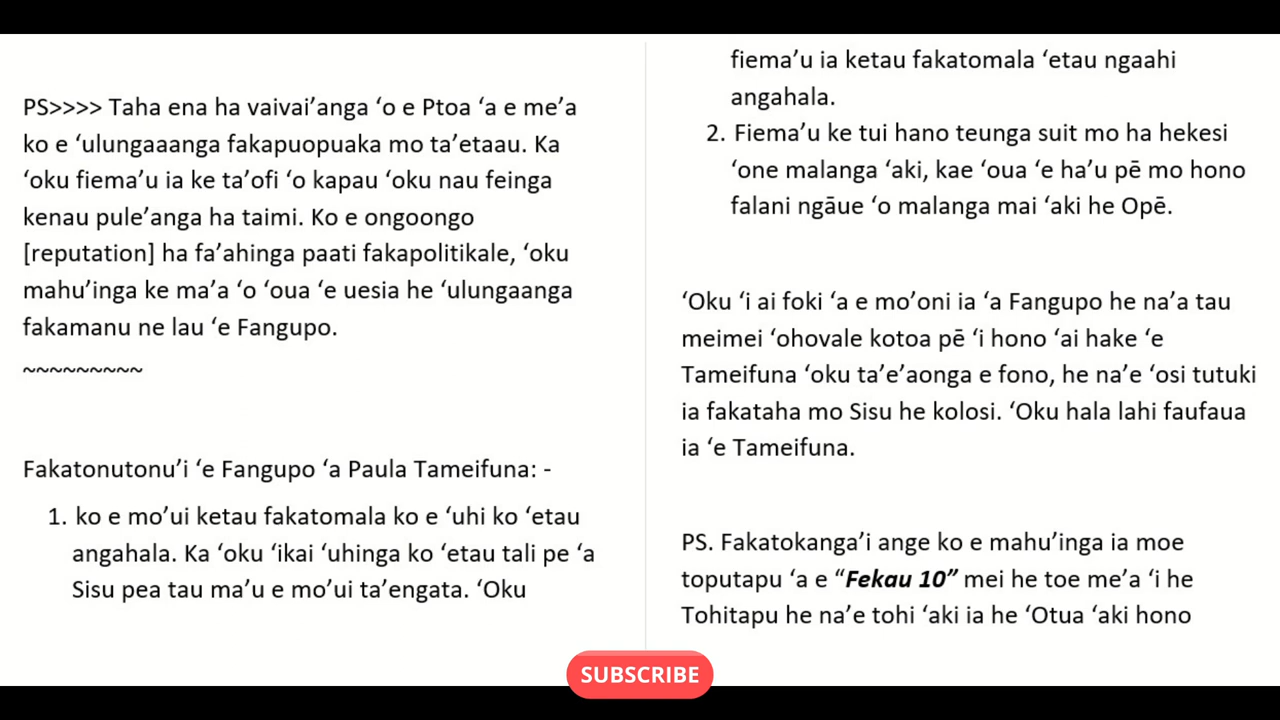 PS>>>> Taha ena ha vaivai’anga ‘o e Ptoa ‘a e me’a
ko e ‘ulungaaanga fakapuopuaka mo ta’etaau. Ka
‘oku fiema’u ia ke ta’ofi ‘o kapau ‘oku nau feinga
kenau pule’anga ha taimi. Ko e ongoongo
[reputation] ha fa’ahinga paati fakapolitikale, ‘oku
mahu’inga ke ma’a ‘o ‘oua ‘e uesia he ‘ulungaanga
fakamanu ne lau ‘e Fangupo.
~~~~~~~~~
Fakatonutonu’i ‘e Fangupo ‘a Paula Tameifuna: -
1. ko e mo’ui ketau fakatomala ko e ‘uhi ko ‘etau
angahala. Ka ‘oku ‘ikai ‘uhinga ko ‘etau tali pe ‘a
Sisu pea tau ma’u e mo’ui ta’engata. ‘Oku
fiema’u ia ketau fakatomala ‘etau ngaahi
angahala.
2. Fiema’u ke tui hano teunga suit mo ha hekesi
‘one malanga ‘aki, kae ‘oua ‘e ha’u pē mo hono
falani ngāue ‘o malanga mai ‘aki he Opē.
‘Oku ‘i ai foki ‘a e mo’oni ia ‘a Fangupo he na’a tau
meimei ‘ohovale kotoa pē ‘i hono ‘ai hake ‘e
Tameifuna ‘oku ta’e’aonga e fono, he na’e ‘osi tutuki
ia fakataha mo Sisu he kolosi. ‘Oku hala lahi faufaua
ia ‘e Tameifuna.
PS. Fakatokanga’i ange ko e mahu’inga ia moe
toputapu ‘a e “Fekau 10” mei he toe me’a ‘i he
Tohitapu he na’e tohi ‘aki ia he ‘Otua ‘aki hono
SUBSCRIBE